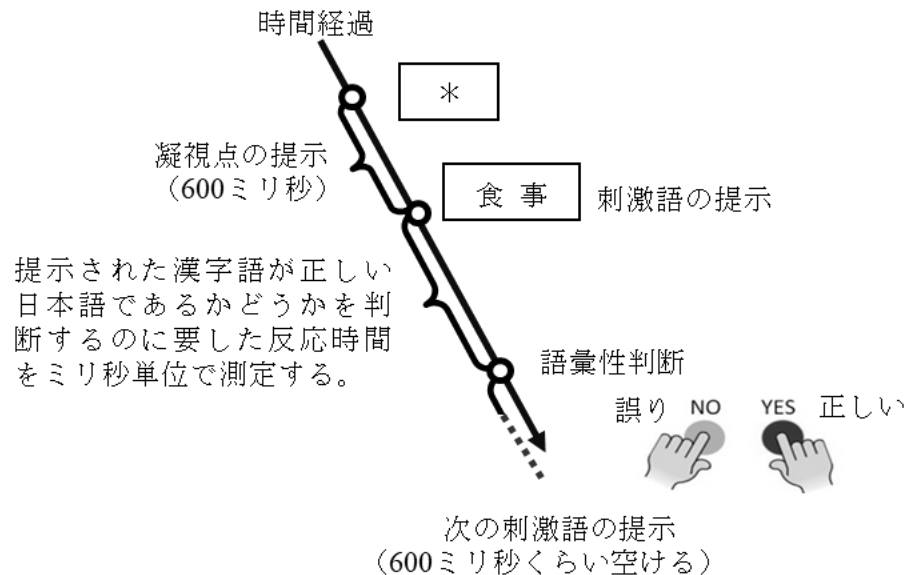 時間経過
＊
凝視点の提示
（600ミリ秒）
食 事
刺激語の提示
提示された漢字語が正しい
日本語であるかどうかを判
断するのに要した反応時間
をミリ秒単位で測定する。
語彙性判断
誤り NO YES 正しい
次の刺激語の提示
（600ミリ秒くらい空ける）